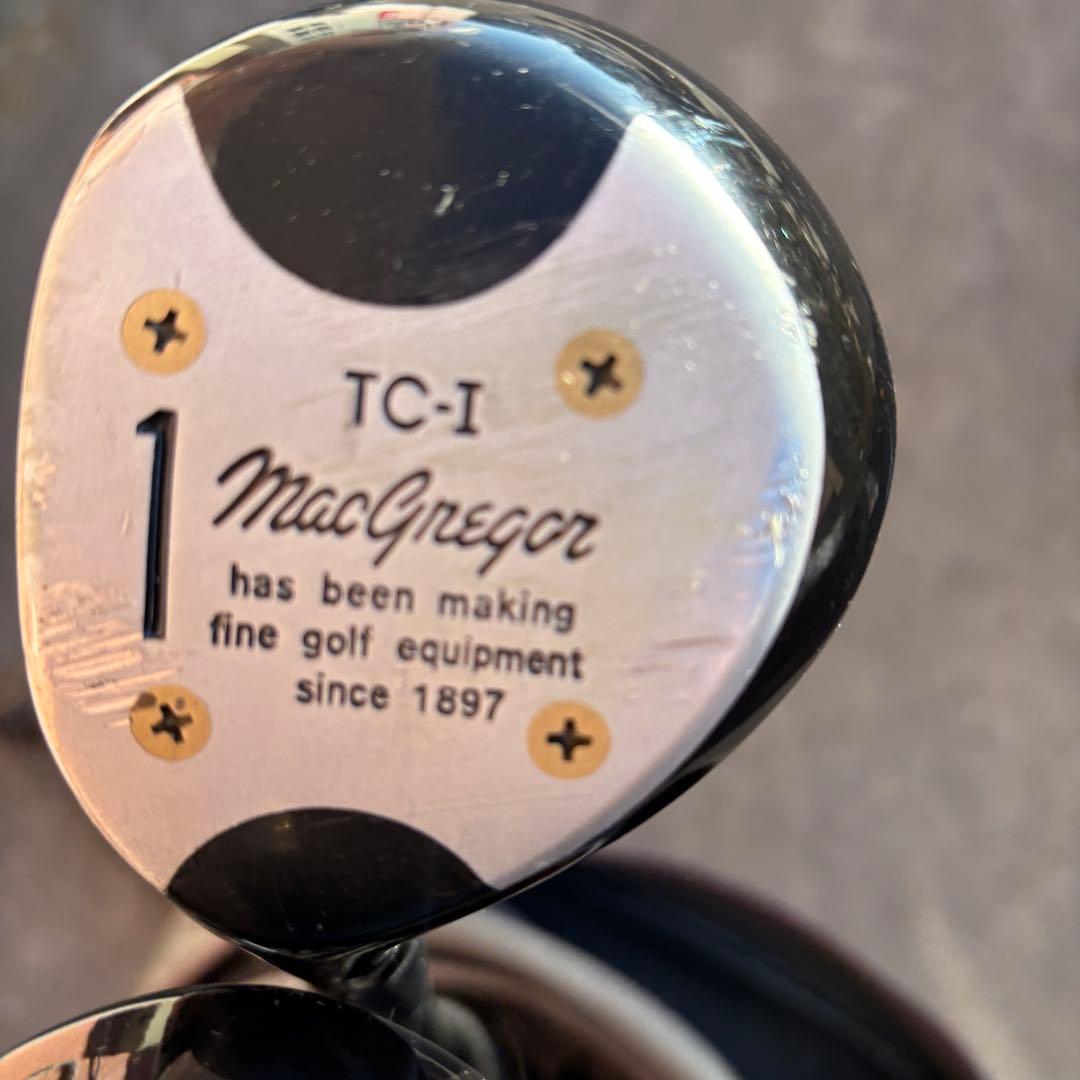 TC-I
1
MacGregor
has been making
fine golf equipment
since 1897